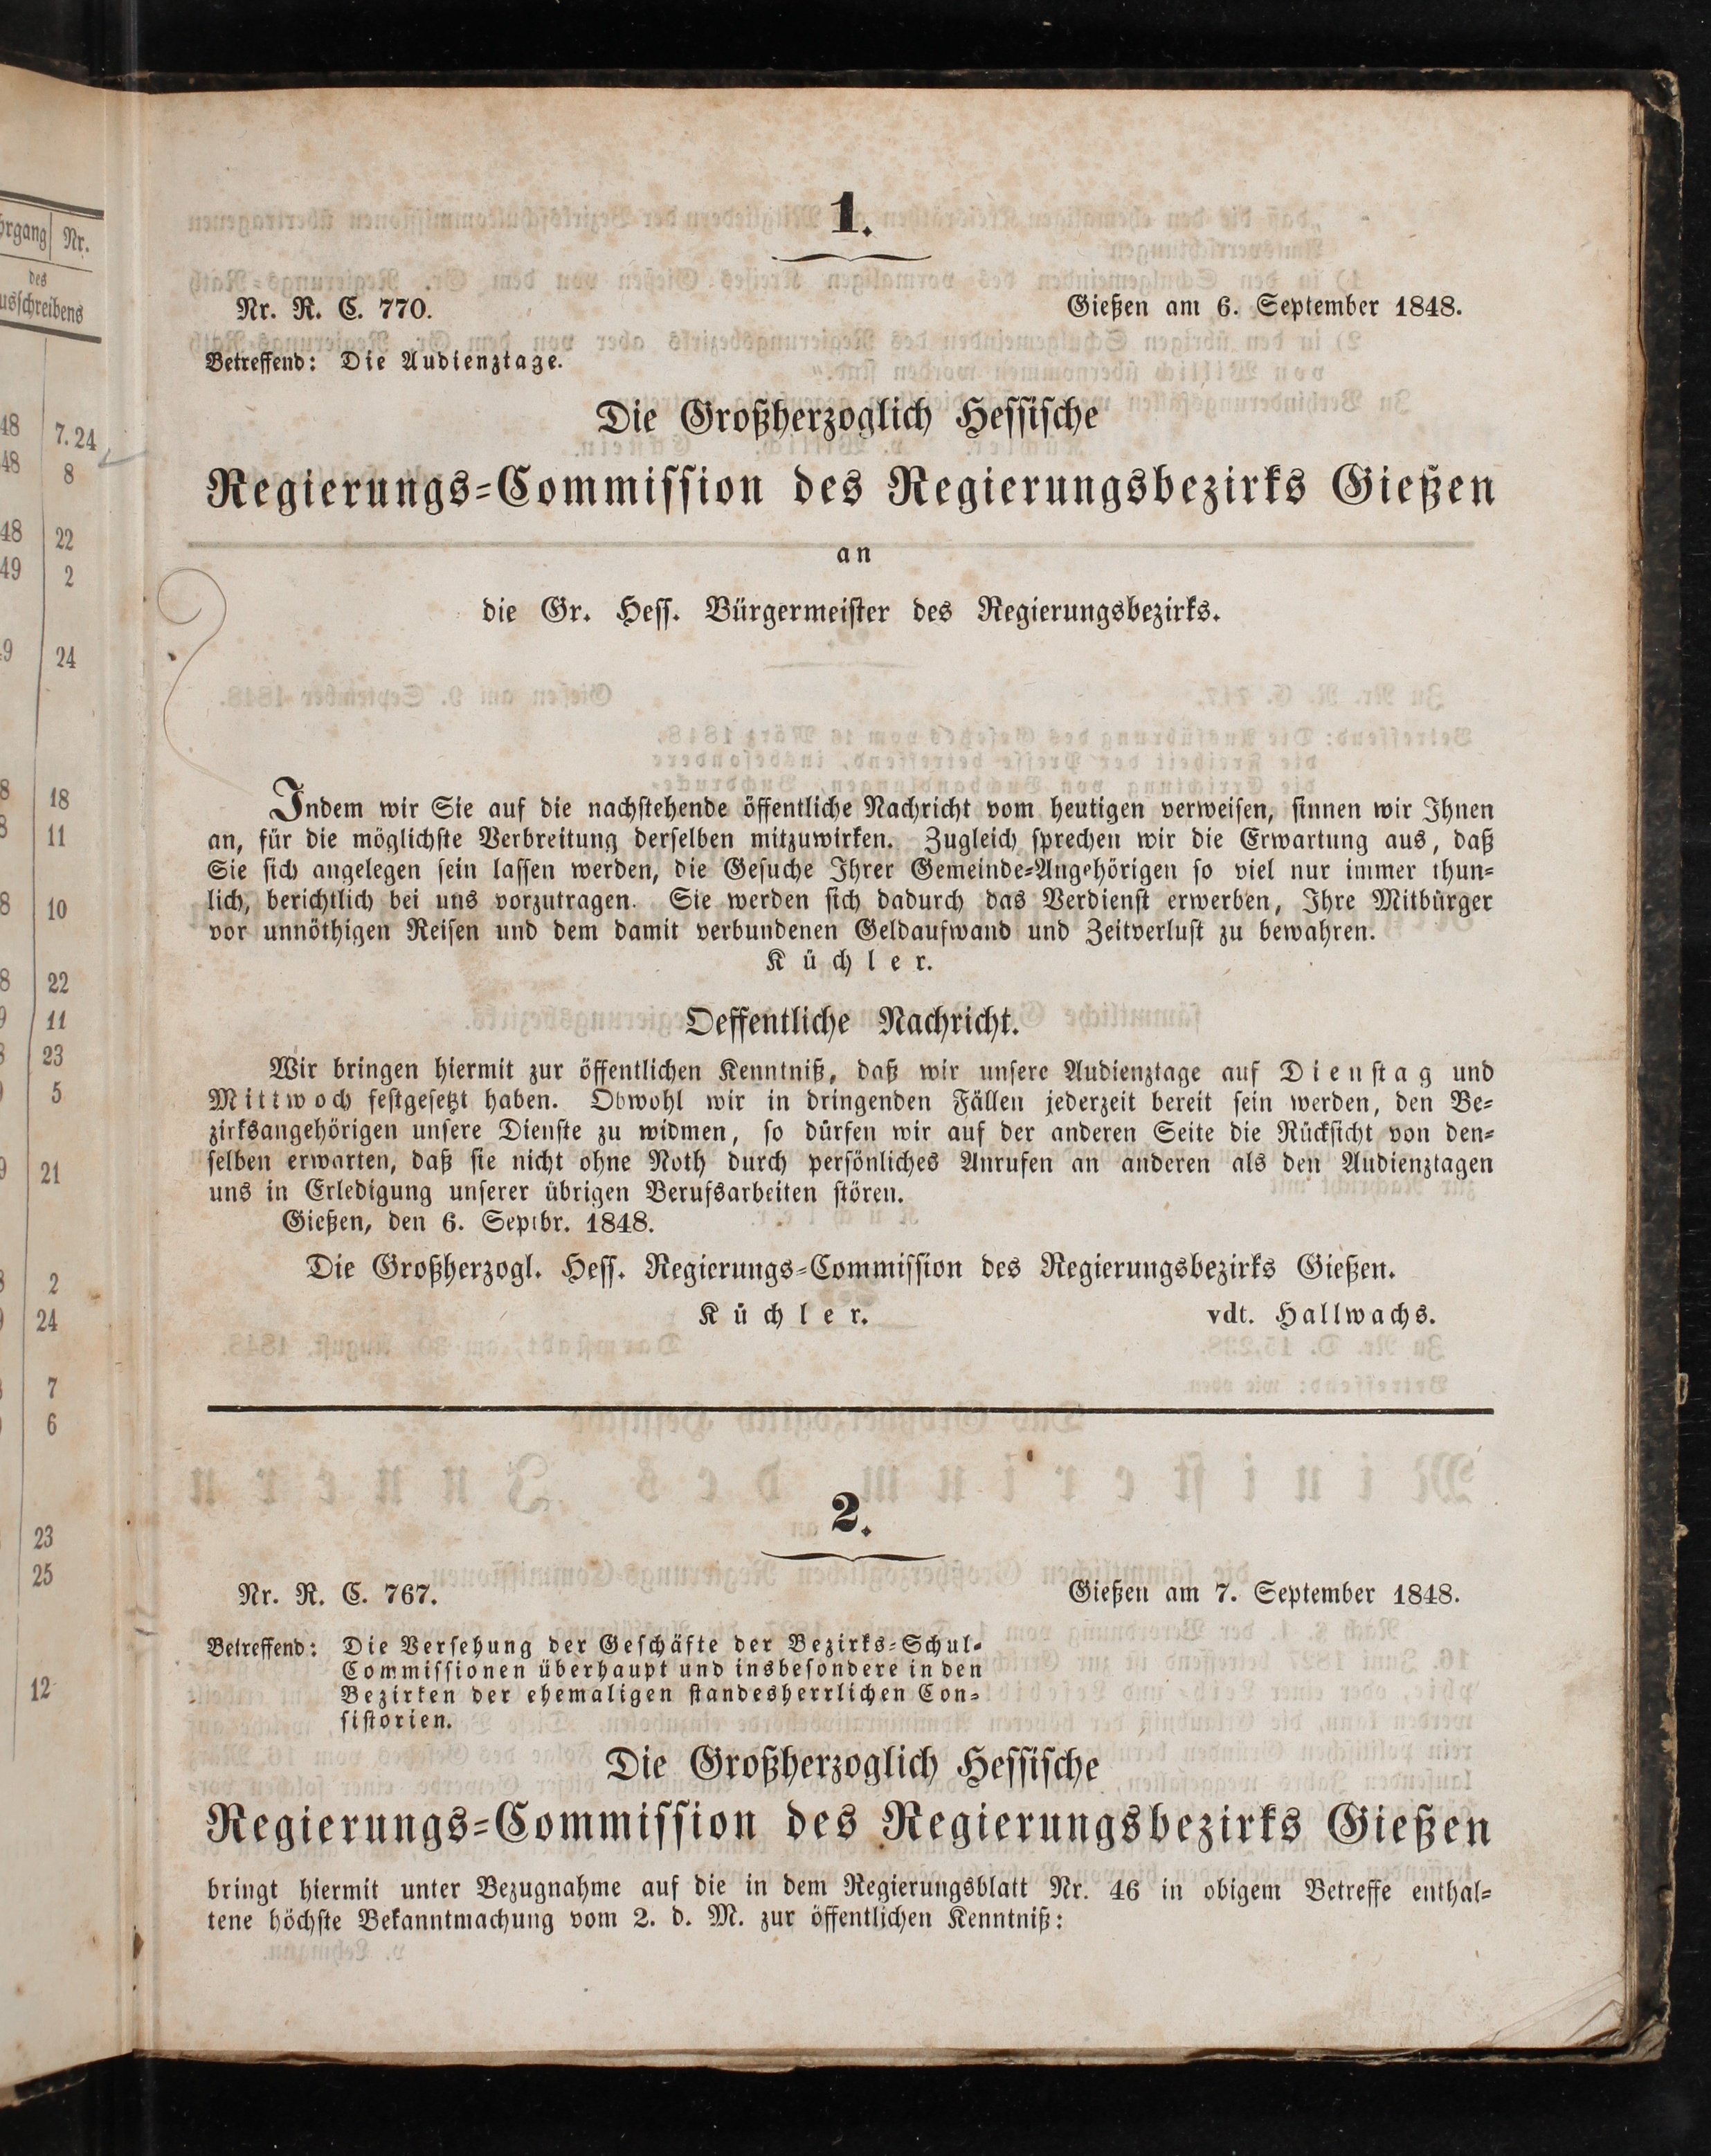 1.
Nr. R. C. 770. Gießen am 6. September 1848.
Betreffend: Die Audienztage.
Die Großherzoglich Hessische
Regierungs-Commission des Regierungsbezirks Gießen
an
die Gr. Hess. Bürgermeister des Regierungsbezirks.
Indem wir Sie auf die nachstehende öffentliche Nachricht vom heutigen verweisen, sinnen wir Ihnen
an, für die möglichste Verbreitung derselben mitzuwirken. Zugleich sprechen wir die Erwartung aus, daß
Sie sich angelegen sein lassen werden, die Gesuche Ihrer Gemeinde-Angehörigen so viel nur immer thun-
lich, berichtlich bei uns vorzutragen. Sie werden sich dadurch das Verdienst erwerben, Ihre Mitbürger
vor unnöthigen Reisen und dem damit verbundenen Geldaufwand und Zeitverlust zu bewahren.
Küchler.
Oeffentliche Nachricht.
Wir bringen hiermit zur öffentlichen Kenntniß, daß wir unsere Audienztage auf Dienstag und
Mittwoch festgesetzt haben. Obwohl wir in dringenden Fällen jederzeit bereit sein werden, den Be-
zirksangehörigen unsere Dienste zu widmen, so dürfen wir auf der anderen Seite die Rücksicht von den-
selben erwarten, daß sie nicht ohne Noth durch persönliches Anrufen an anderen als den Audienztagen
uns in Erledigung unserer übrigen Berufsarbeiten stören.
Gießen, den 6. Septbr. 1848.
Die Großherzogl. Hess. Regierungs-Commission des Regierungsbezirks Gießen.
Küchler. vdt. Hallwachs.
2.
Nr. R. C. 767. Gießen am 7. September 1848.
Betreffend: Die Versehung der Geschäfte der Bezirks-Schul-
Commissionen überhaupt und insbesondere in den
Bezirken der ehemaligen standesherrlichen Con-
sistorien.
Die Großherzoglich Hessische
Regierungs-Commission des Regierungsbezirks Gießen
bringt hiermit unter Bezugnahme auf die in dem Regierungsblatt Nr. 46 in obigem Betreffe enthal-
tene höchste Bekanntmachung vom 2. d. M. zur öffentlichen Kenntniß: